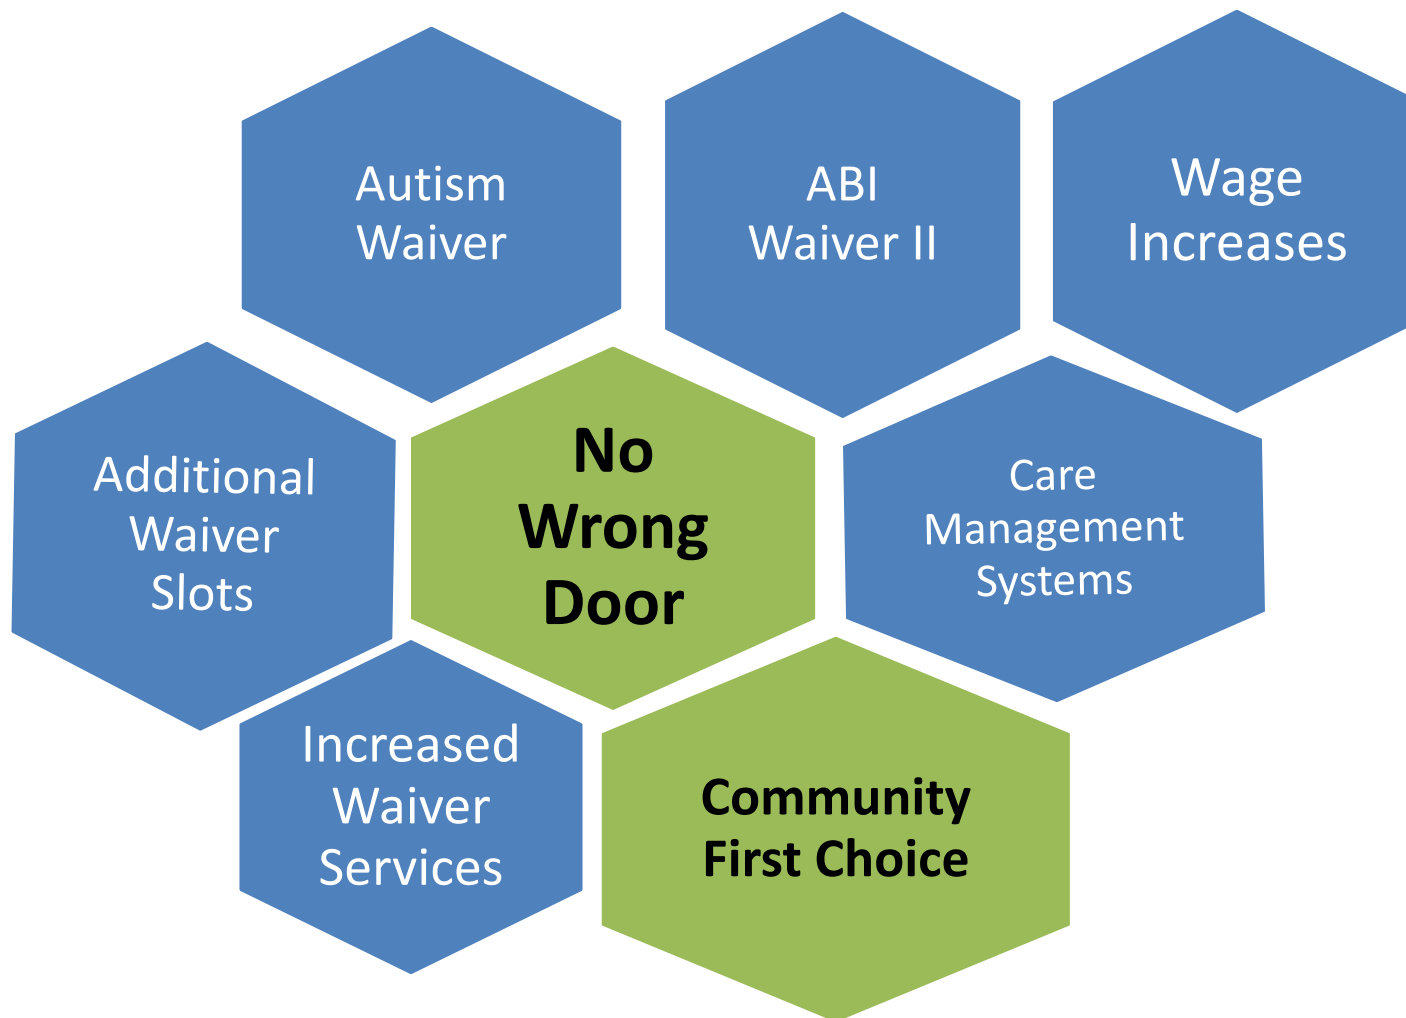 Autism
Waiver
ABI
Waiver II
Wage
Increases
Additional
Waiver
Slots
No
Wrong
Door
Care
Management
Systems
Increased
Waiver
Services
Community
First Choice